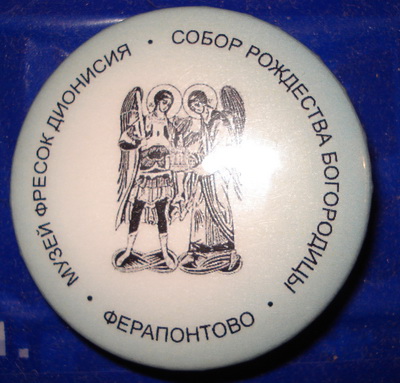 МУЗЕЙ ФРЕСОК ДИОНИСИЯ • СОБОР РОЖДЕСТВА БОГОРОДИЦЫ •
ФЕРАПОНТОВО •